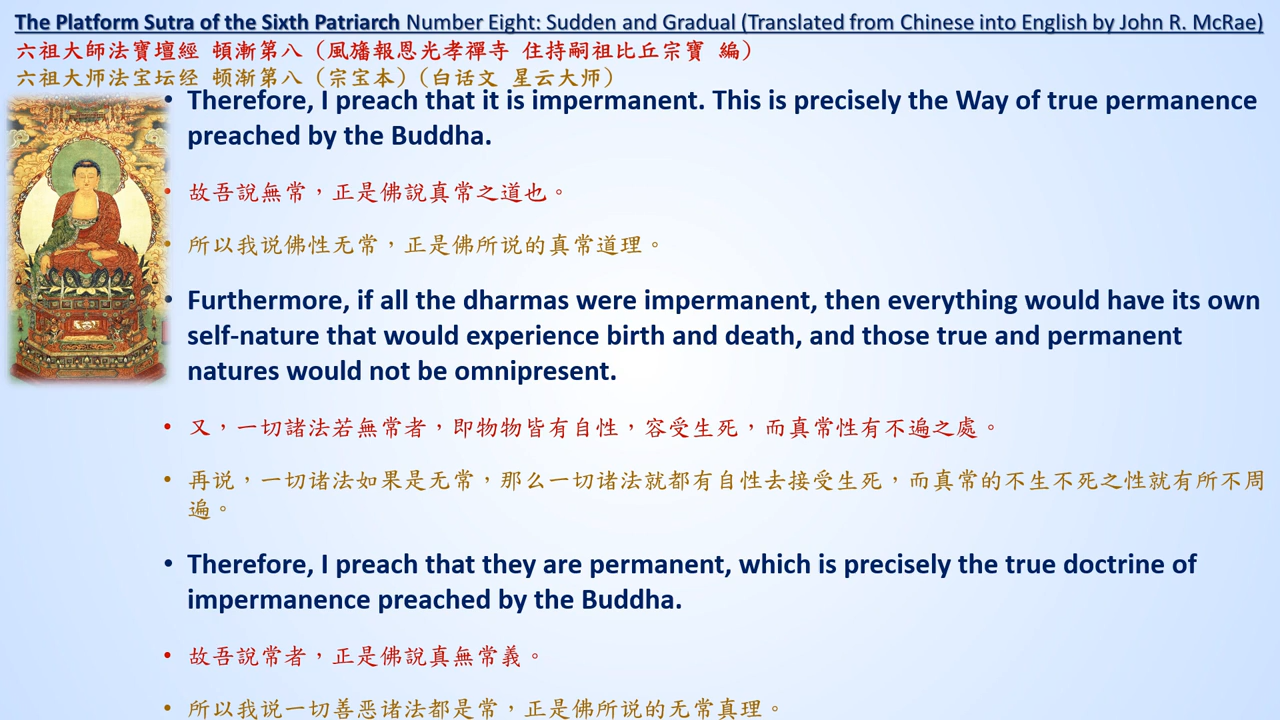 The Platform Sutra of the Sixth Patriarch Number Eight: Sudden and Gradual (Translated from Chinese into English by John R. McRae)
六祖大師法寶壇經 頓漸第八（風旛報恩光孝禪寺 住持嗣祖比丘宗寶 編）
六祖大师法宝坛经 顿渐第八（宗宝本）（白话文 星云大师）
• Therefore, I preach that it is impermanent. This is precisely the Way of true permanence
preached by the Buddha.
• 故吾說無常，正是佛說真常之道也。
• 所以我说佛性无常，正是佛所说的真常道理。
• Furthermore, if all the dharmas were impermanent, then everything would have its own
self-nature that would experience birth and death, and those true and permanent
natures would not be omnipresent.
• 又，一切諸法若無常者，即物物皆有自性，容受生死，而真常性有不遍之處。
• 再说，一切诸法如果是无常，那么一切诸法就都有自性去接受生死，而真常的不生不死之性就有所不周
遍。
• Therefore, I preach that they are permanent, which is precisely the true doctrine of
impermanence preached by the Buddha.
• 故吾說常者，正是佛說真無常義。
• 所以我说一切善恶诸法都是常，正是佛所说的无常真理。